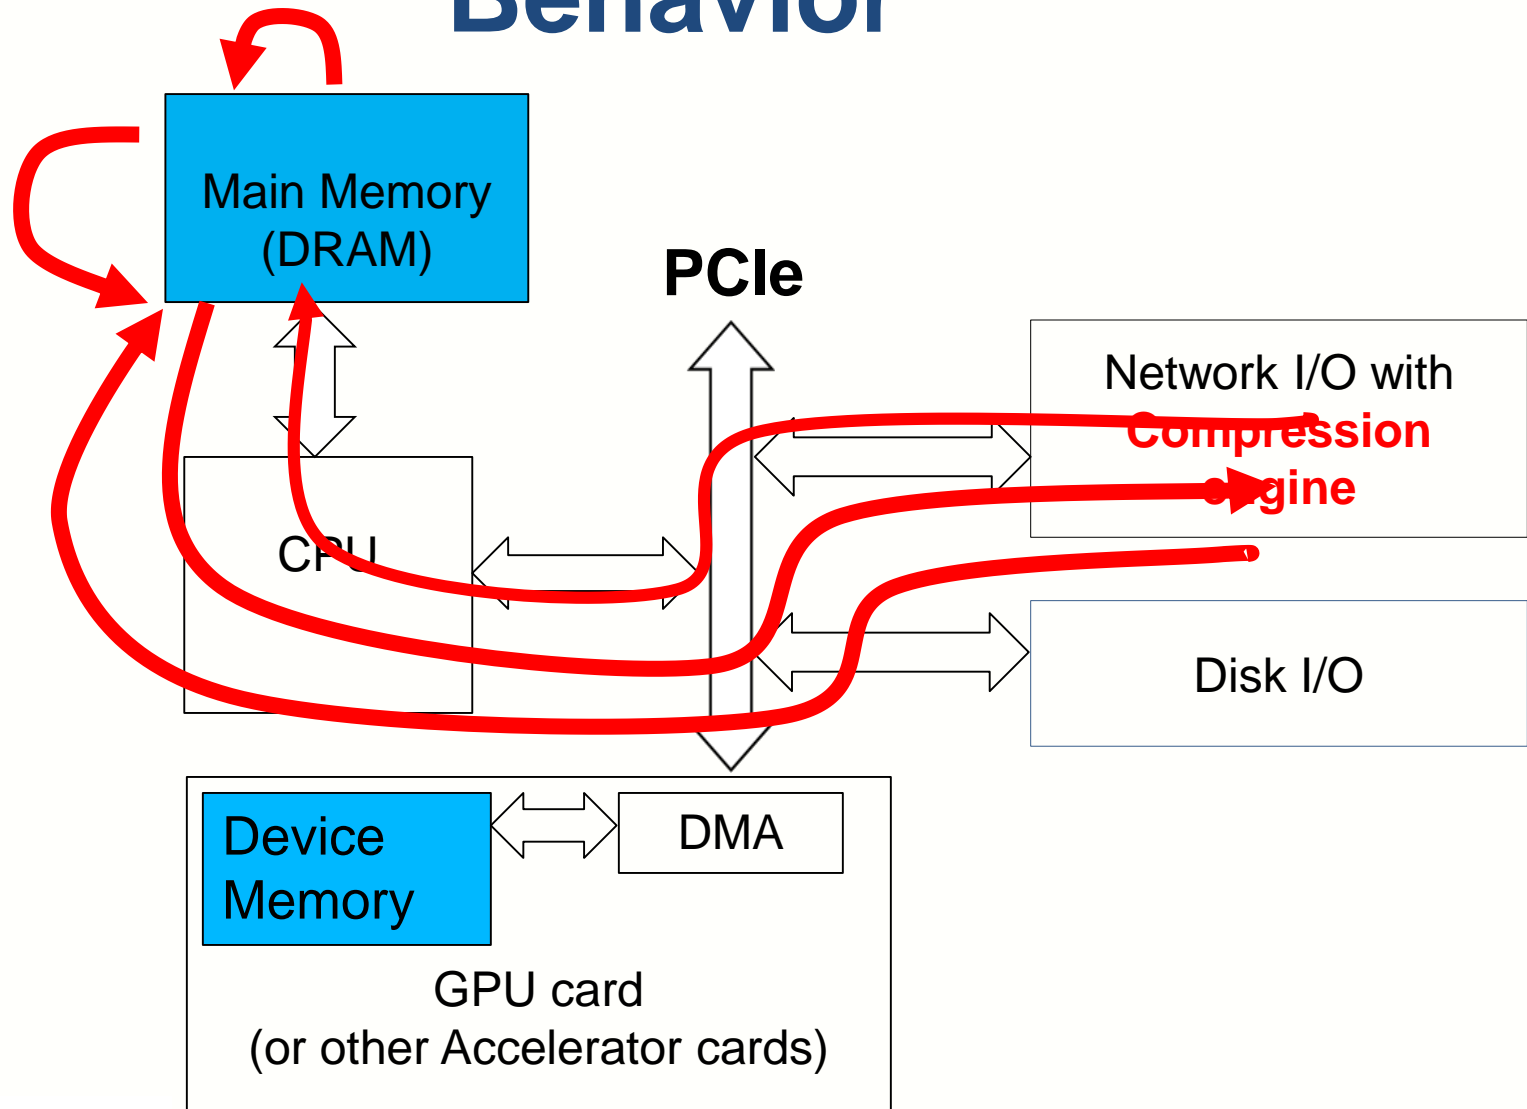 Behavior
Main Memory
(DRAM)
PCIe
Network I/O with
Compression
engine
CPU
Disk I/O
Device
Memory
DMA
GPU card
(or other Accelerator cards)